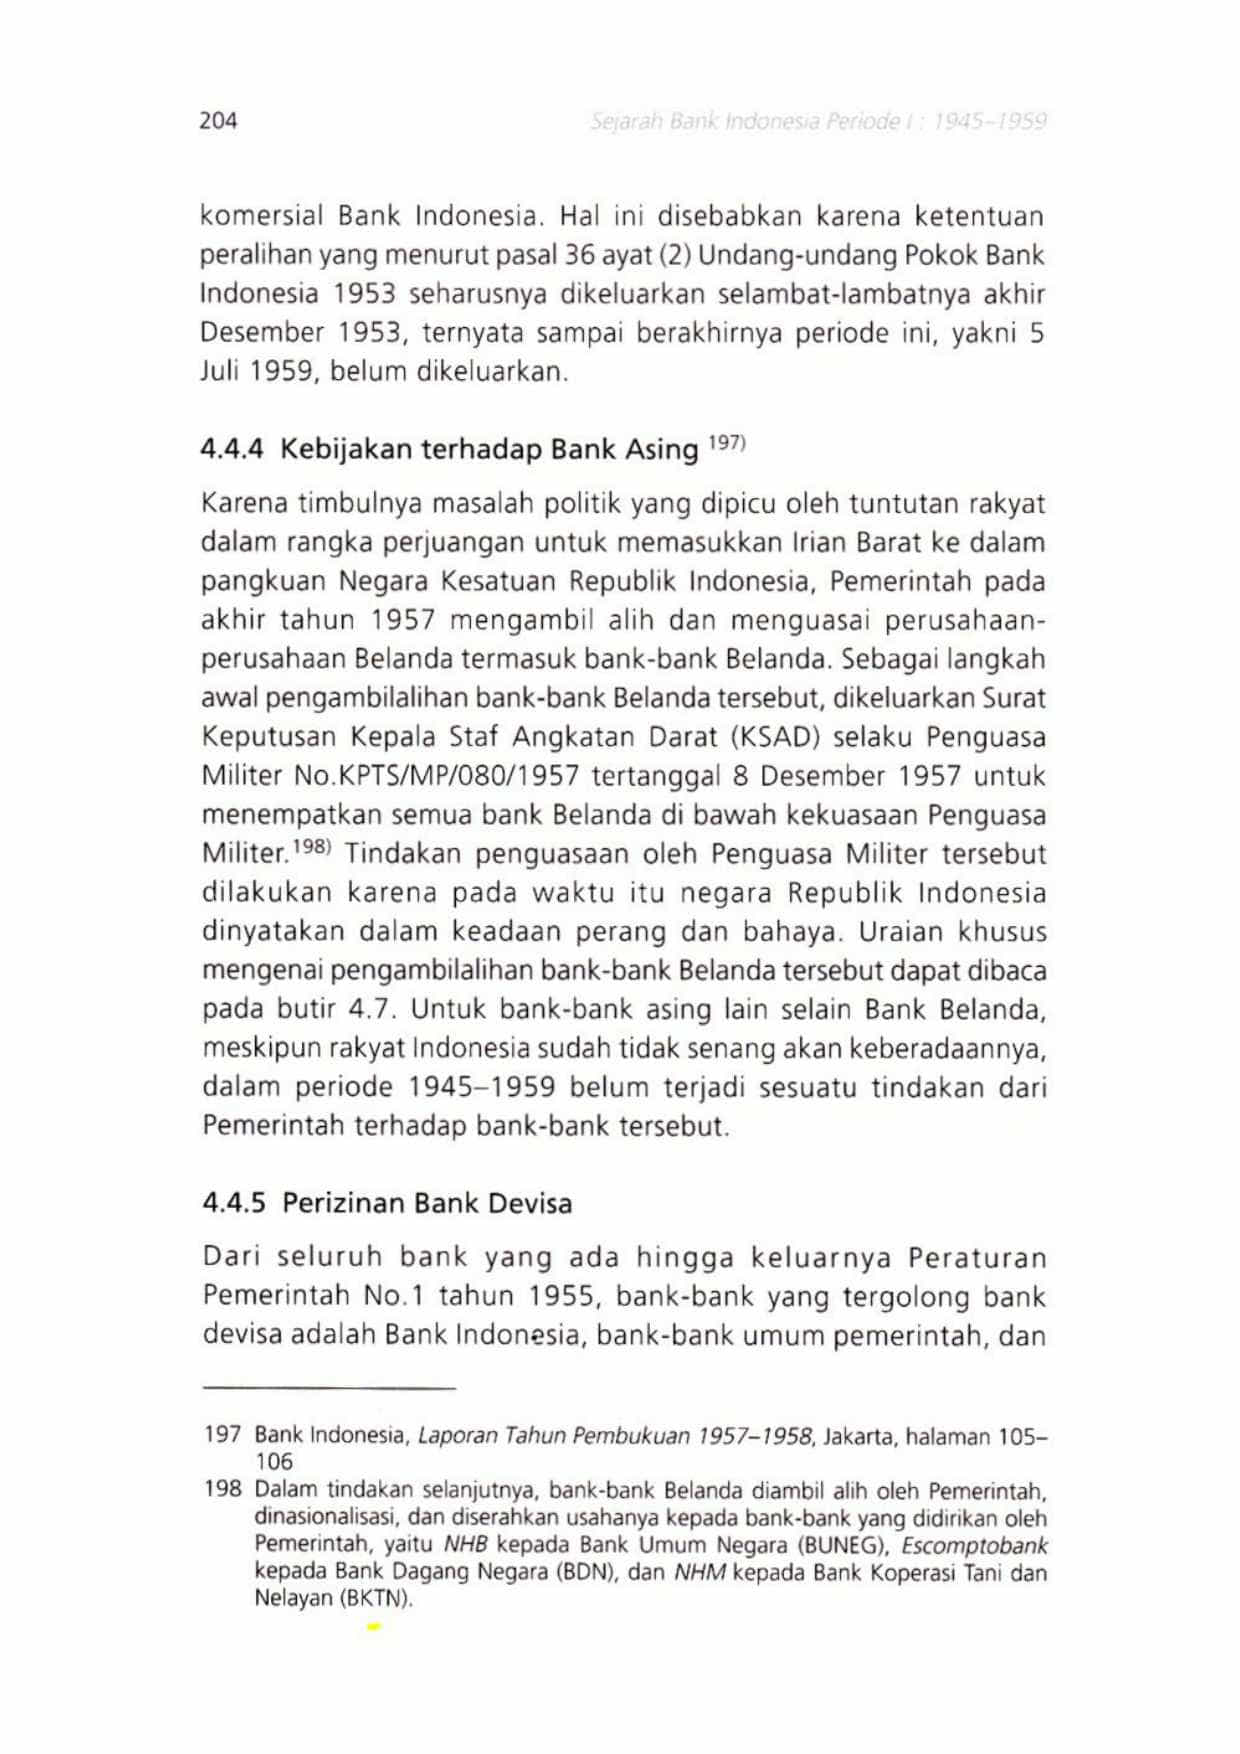 204
Sejarah Bank Indonesia Periode I : 1945–1959
komersial Bank Indonesia. Hal ini disebabkan karena ketentuan
peralihan yang menurut pasal 36 ayat (2) Undang-undang Pokok Bank
Indonesia 1953 seharusnya dikeluarkan selambat-lambatnya akhir
Desember 1953, ternyata sampai berakhirnya periode ini, yakni 5
Juli 1959, belum dikeluarkan.
4.4.4 Kebijakan terhadap Bank Asing 197)
Karena timbulnya masalah politik yang dipicu oleh tuntutan rakyat
dalam rangka perjuangan untuk memasukkan Irian Barat ke dalam
pangkuan Negara Kesatuan Republik Indonesia, Pemerintah pada
akhir tahun 1957 mengambil alih dan menguasai perusahaan-
perusahaan Belanda termasuk bank-bank Belanda. Sebagai langkah
awal pengambilalihan bank-bank Belanda tersebut, dikeluarkan Surat
Keputusan Kepala Staf Angkatan Darat (KSAD) selaku Penguasa
Militer No.KPTS/MP/080/1957 tertanggal 8 Desember 1957 untuk
menempatkan semua bank Belanda di bawah kekuasaan Penguasa
Militer.198) Tindakan penguasaan oleh Penguasa Militer tersebut
dilakukan karena pada waktu itu negara Republik Indonesia
dinyatakan dalam keadaan perang dan bahaya. Uraian khusus
mengenai pengambilalihan bank-bank Belanda tersebut dapat dibaca
pada butir 4.7. Untuk bank-bank asing lain selain Bank Belanda,
meskipun rakyat Indonesia sudah tidak senang akan keberadaannya,
dalam periode 1945–1959 belum terjadi sesuatu tindakan dari
Pemerintah terhadap bank-bank tersebut.
4.4.5 Perizinan Bank Devisa
Dari seluruh bank yang ada hingga keluarnya Peraturan
Pemerintah No.1 tahun 1955, bank-bank yang tergolong bank
devisa adalah Bank Indonesia, bank-bank umum pemerintah, dan
197 Bank Indonesia, Laporan Tahun Pembukuan 1957–1958, Jakarta, halaman 105–
106
198 Dalam tindakan selanjutnya, bank-bank Belanda diambil alih oleh Pemerintah,
dinasionalisasi, dan diserahkan usahanya kepada bank-bank yang didirikan oleh
Pemerintah, yaitu NHB kepada Bank Umum Negara (BUNEG), Escomptobank
kepada Bank Dagang Negara (BDN), dan NHM kepada Bank Koperasi Tani dan
Nelayan (BKTN).